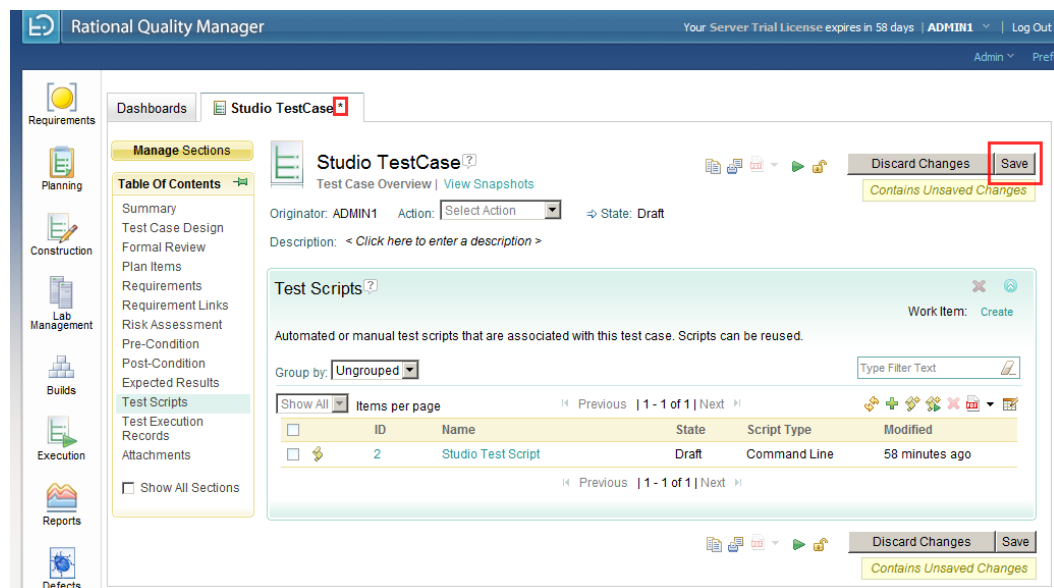 Rational Quality Manager
Your Server Trial License expires in 58 days | ADMIN1 | Log Out
Admin
Pref
Requirements
Planning
Construction
Lab
Management
Builds
Execution
Reports
Defects
Dashboards
Studio TestCase *
Manage Sections
Table Of Contents
Summary
Test Case Design
Formal Review
Plan Items
Requirements
Requirement Links
Risk Assessment
Pre-Condition
Post-Condition
Expected Results
Test Scripts
Test Execution
Records
Attachments
Show All Sections
Studio TestCase ?
Test Case Overview | View Snapshots
Discard Changes
Save
Contains Unsaved Changes
Originator: ADMIN1 Action: Select Action State: Draft
Description: < Click here to enter a description >
Test Scripts ?
Work Item: Create
Automated or manual test scripts that are associated with this test case. Scripts can be reused.
Group by: Ungrouped
Type Filter Text
Show All Items per page Previous | 1 - 1 of 1 | Next
ID Name State Script Type Modified
2 Studio Test Script Draft Command Line 58 minutes ago
Previous | 1 - 1 of 1 | Next
Discard Changes
Save
Contains Unsaved Changes